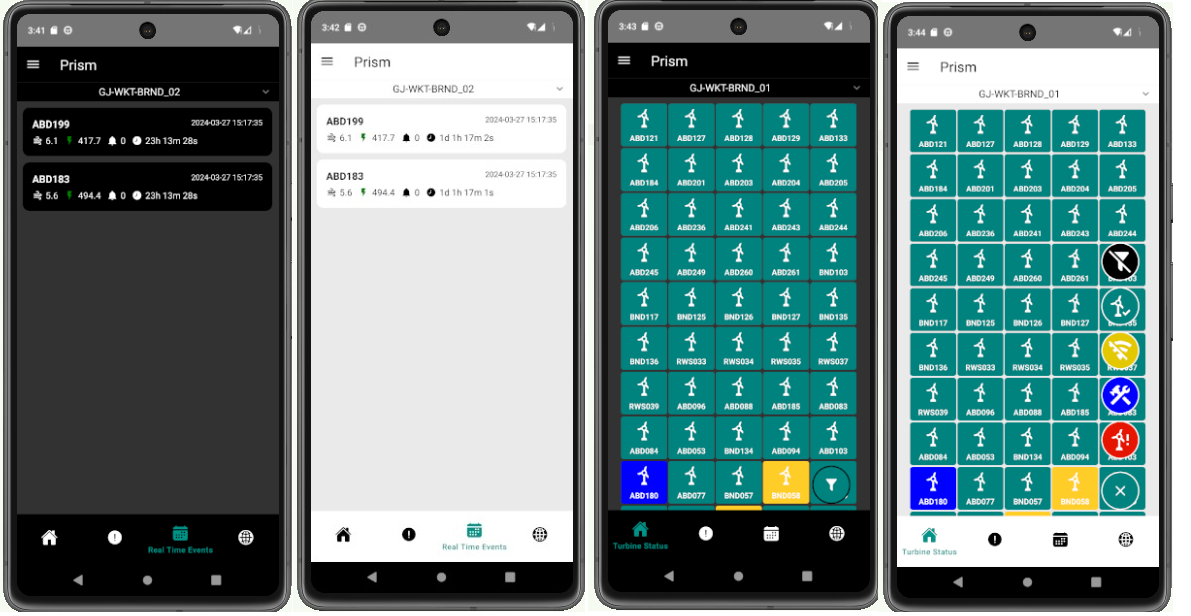 3:41
Prism
GJ-WKT-BRND_02
ABD199 2024-03-27 15:17:35
6.1 417.7 0 23h 13m 28s
ABD183 2024-03-27 15:17:35
5.6 494.4 0 23h 13m 28s
Real Time Events
3:42
Prism
GJ-WKT-BRND_02
ABD199 2024-03-27 15:17:35
6.1 417.7 0 1d 1h 17m 2s
ABD183 2024-03-27 15:17:35
5.6 494.4 0 1d 1h 17m 1s
Real Time Events
3:43
Prism
GJ-WKT-BRND_01
ABD121 ABD127 ABD128 ABD129 ABD133
ABD184 ABD201 ABD203 ABD204 ABD205
ABD206 ABD236 ABD241 ABD243 ABD244
ABD245 ABD249 ABD260 ABD261 BND103
BND117 BND125 BND126 BND127 BND135
BND136 RWS033 RWS034 RWS035 RWS037
RWS039 ABD096 ABD088 ABD185 ABD083
ABD084 ABD053 BND134 ABD094 ABD103
ABD180 ABD077 BND057 BND058
Turbine Status
3:44
Prism
GJ-WKT-BRND_01
ABD121 ABD127 ABD128 ABD129 ABD133
ABD184 ABD201 ABD203 ABD204 ABD205
ABD206 ABD236 ABD241 ABD243 ABD244
ABD245 ABD249 ABD260 ABD261
BND117 BND125 BND126 BND127
BND136 RWS033 RWS034 RWS035
RWS039 ABD096 ABD088 ABD185
ABD084 ABD053 BND134 ABD094
ABD180 ABD077 BND057 BND058
Turbine Status